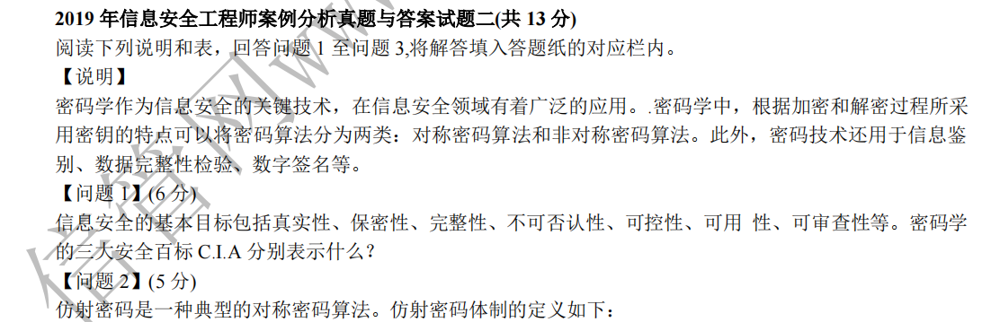 2019 年信息安全工程师案例分析真题与答案试题二(共 13 分)
阅读下列说明和表，回答问题 1 至问题 3,将解答填入答题纸的对应栏内。
【说明】
密码学作为信息安全的关键技术，在信息安全领域有着广泛的应用。.密码学中，根据加密和解密过程所采
用密钥的特点可以将密码算法分为两类：对称密码算法和非对称密码算法。此外，密码技术还用于信息鉴
别、数据完整性检验、数字签名等。
【问题 1】(6 分)
信息安全的基本目标包括真实性、保密性、完整性、不可否认性、可控性、可用 性、可审查性等。密码学
的三大安全百标 C.I.A 分别表示什么？
【问题 2】(5 分)
仿射密码是一种典型的对称密码算法。仿射密码体制的定义如下：
信管网www